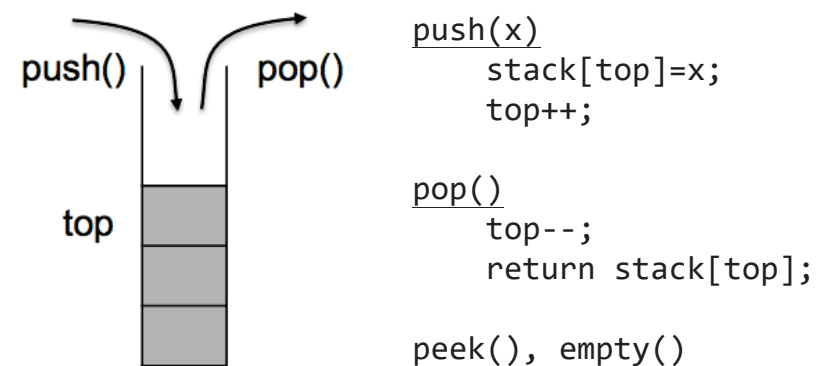 push()
pop()
top
push(x)
stack[top]=x;
top++;
pop()
top--;
return stack[top];
peek(), empty()